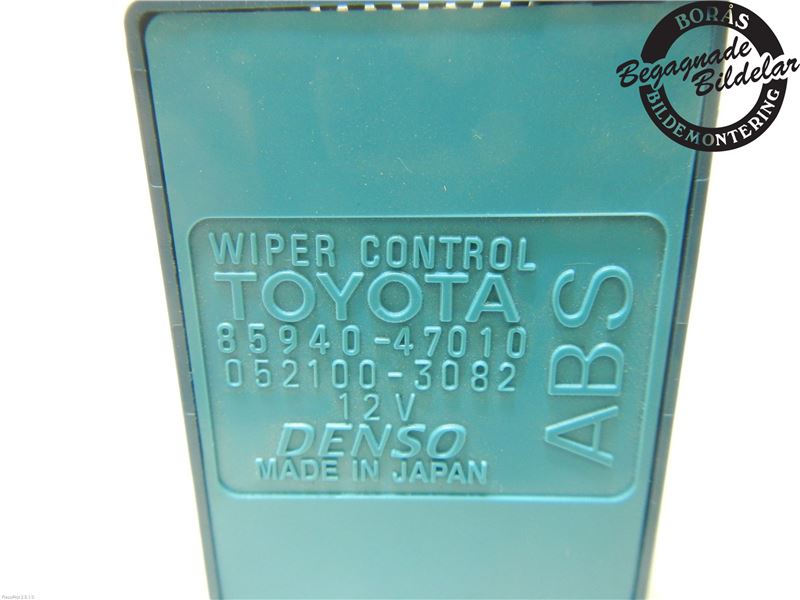 BORÅS
Begagnade
Bildelar
BILDEMONTERING
WIPER CONTROL
TOYOTA
85940-47010
052100-3082
12V
DENSO
MADE IN JAPAN
ABS